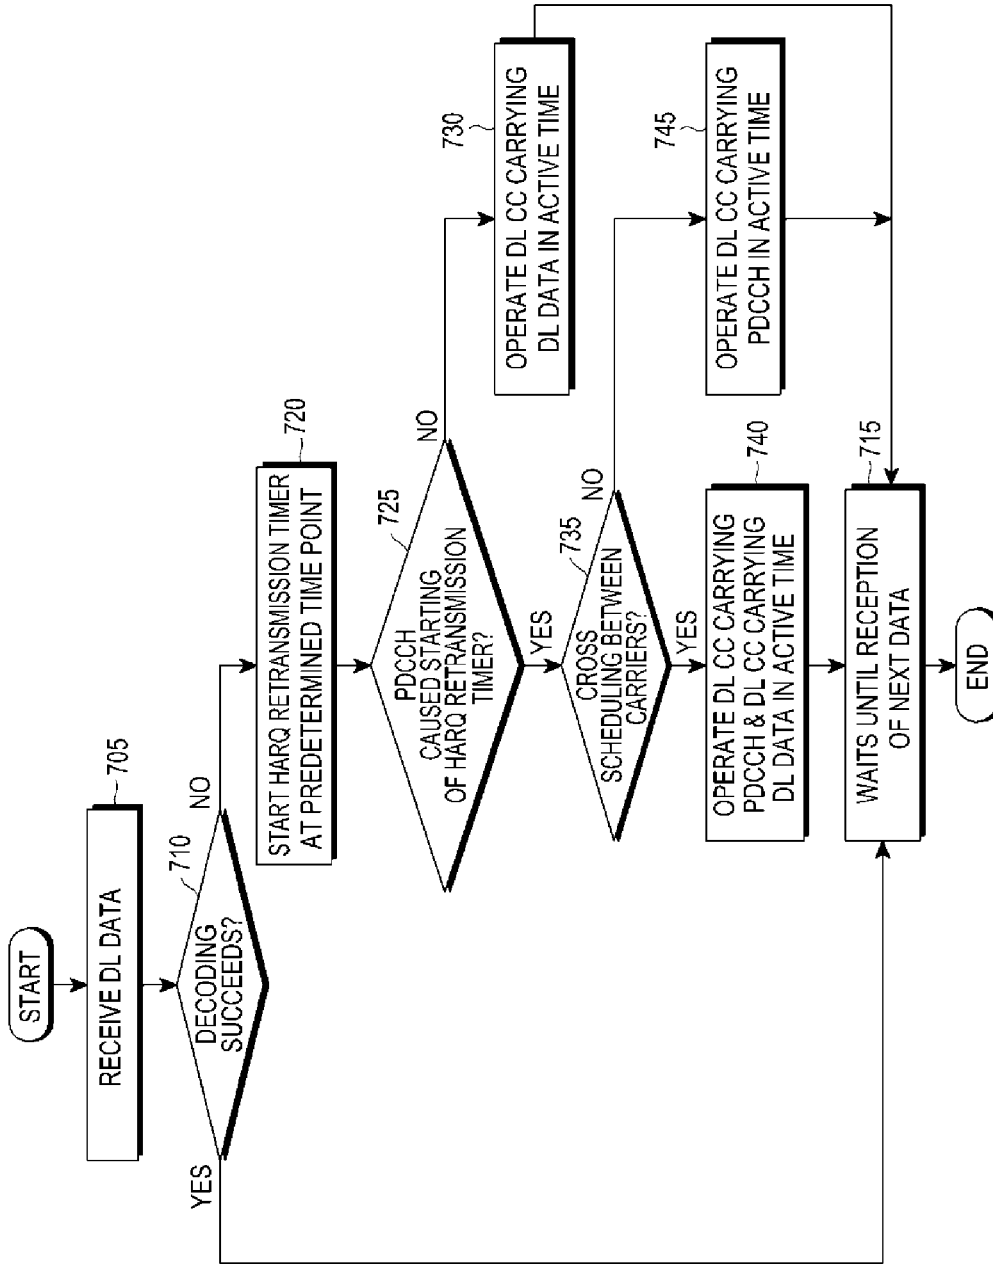 START
RECEIVE DL DATA
705
DECODING
SUCCEEDS?
710
YES
NO
START HARQ RETRANSMISSION TIMER
AT PREDETERMINED TIME POINT
720
PDCCH
CAUSED STARTING
OF HARQ RETRANSMISSION
TIMER?
725
NO
YES
OPERATE DL CC CARRYING
DL DATA IN ACTIVE TIME
730
CROSS
SCHEDULING BETWEEN
CARRIERS?
735
NO
YES
OPERATE DL CC CARRYING
PDCCH & DL CC CARRYING
DL DATA IN ACTIVE TIME
740
OPERATE DL CC CARRYING
PDCCH IN ACTIVE TIME
745
WAITS UNTIL RECEPTION
OF NEXT DATA
715
END